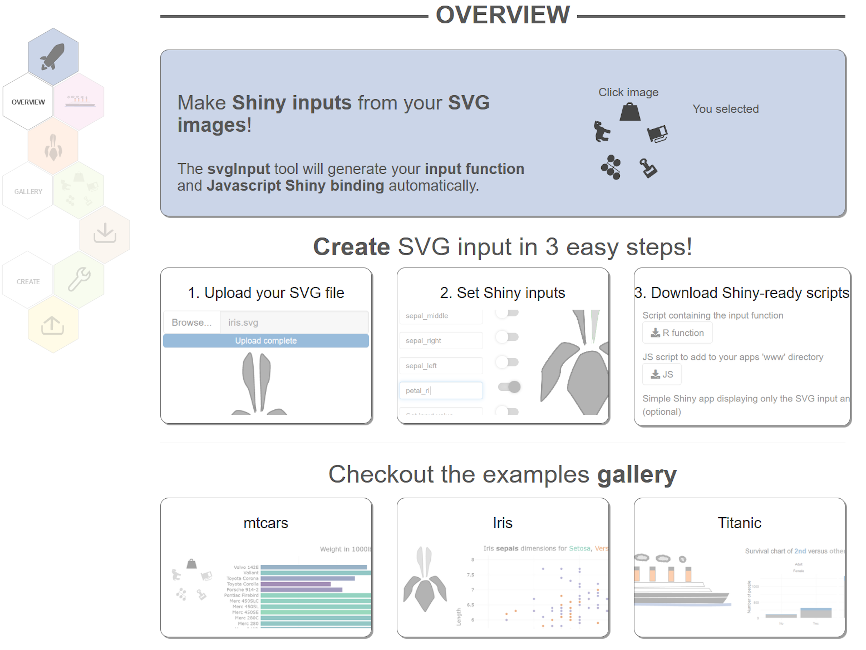 OVERVIEW
OVERVIEW
GALLERY
CREATE
Make Shiny inputs from your SVG
images!
The svgInput tool will generate your input function
and Javascript Shiny binding automatically.
Click image
You selected
Create SVG input in 3 easy steps!
1. Upload your SVG file
Browse...
iris.svg
Upload complete
2. Set Shiny inputs
sepal_middle
sepal_right
sepal_left
petal_ri
3. Download Shiny-ready scripts
Script containing the input function
R function
JS script to add to your apps 'www' directory
JS
Simple Shiny app displaying only the SVG input an
(optional)
Checkout the examples gallery
mtcars
Weight in 1000l
Volvo 142E
Valiant
Toyota Corona
Toyota Corolla
Porsche 914-2
Pontiac Firebird
Merc 450SLC
Merc 450SL
Merc 450SE
Merc 280C
Merc 280
Iris
Iris sepals dimensions for Setosa, Vers
Length
8
7.5
7
6.5
6
Titanic
Survival chart of 2nd versus other
Adult
Female
Number of people